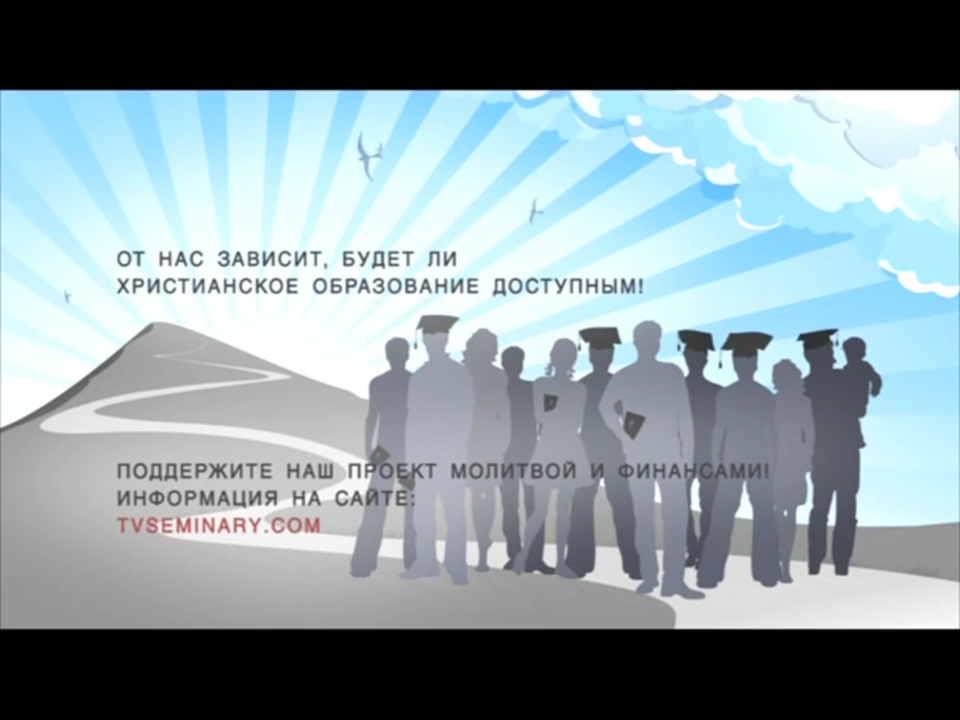 ОТ НАС ЗАВИСИТ, БУДЕТ ЛИ
ХРИСТИАНСКОЕ ОБРАЗОВАНИЕ ДОСТУПНЫМ!
ПОДДЕРЖИТЕ НАШ ПРОЕКТ МОЛИТВОЙ И ФИНАНСАМИ!
ИНФОРМАЦИЯ НА САЙТЕ:
TVSEMINARY.COM